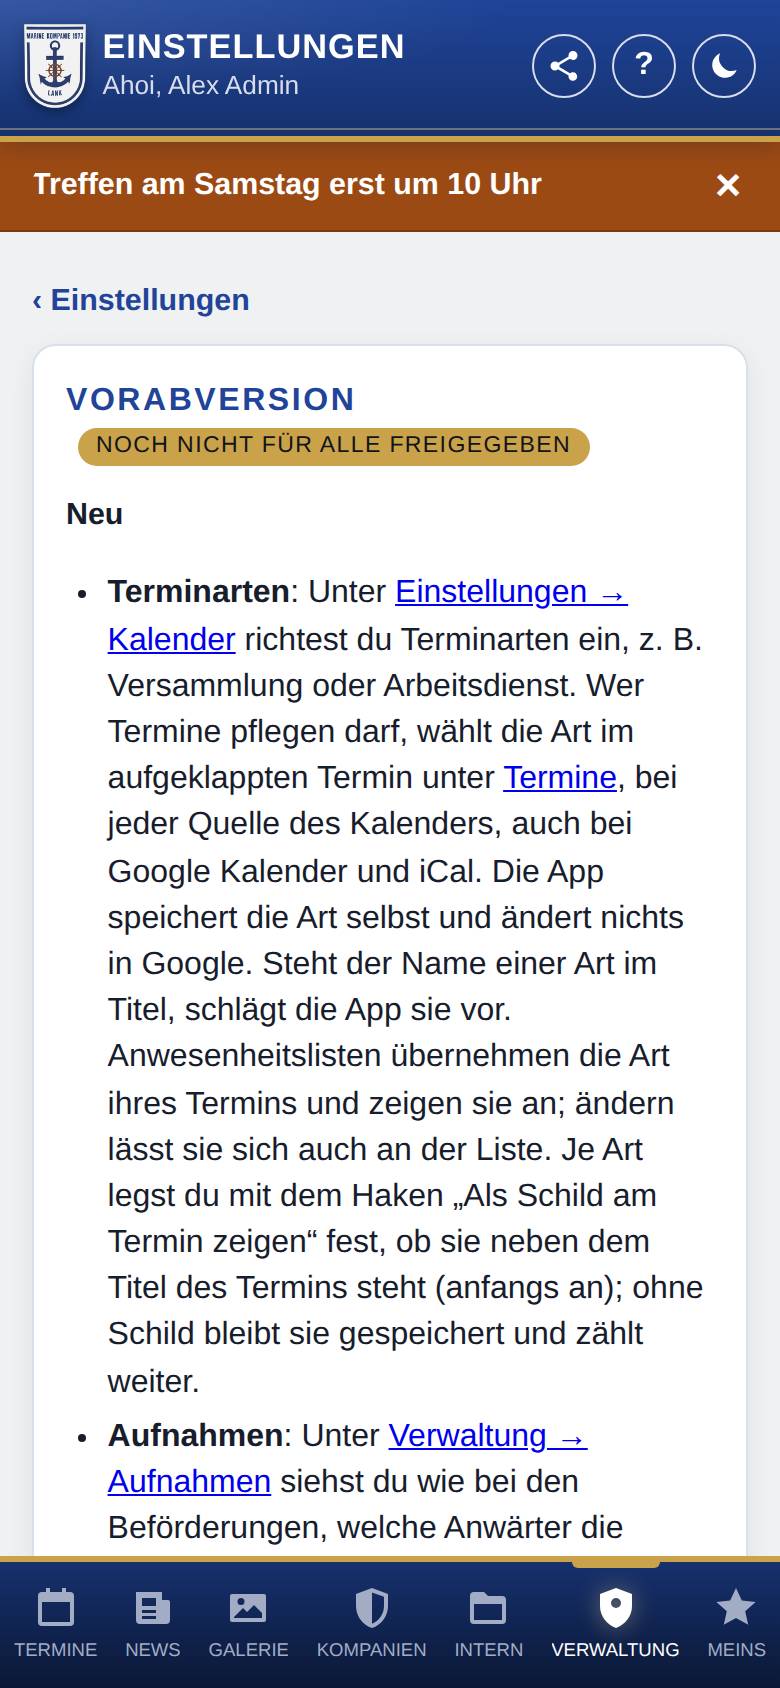 MARINE KOMPANIE 1973
LANK
EINSTELLUNGEN
Ahoi, Alex Admin
?
Treffen am Samstag erst um 10 Uhr
×
‹ Einstellungen
VORABVERSION
NOCH NICHT FÜR ALLE FREIGEGEBEN
Neu
• Terminarten: Unter Einstellungen →
Kalender richtest du Terminarten ein, z. B.
Versammlung oder Arbeitsdienst. Wer
Termine pflegen darf, wählt die Art im
aufgeklappten Termin unter Termine, bei
jeder Quelle des Kalenders, auch bei
Google Kalender und iCal. Die App
speichert die Art selbst und ändert nichts
in Google. Steht der Name einer Art im
Titel, schlägt die App sie vor.
Anwesenheitslisten übernehmen die Art
ihres Termins und zeigen sie an; ändern
lässt sie sich auch an der Liste. Je Art
legst du mit dem Haken „Als Schild am
Termin zeigen“ fest, ob sie neben dem
Titel des Termins steht (anfangs an); ohne
Schild bleibt sie gespeichert und zählt
weiter.
• Aufnahmen: Unter Verwaltung →
Aufnahmen siehst du wie bei den
Beförderungen, welche Anwärter die
TERMINE NEWS GALERIE KOMPANIEN INTERN VERWALTUNG MEINS